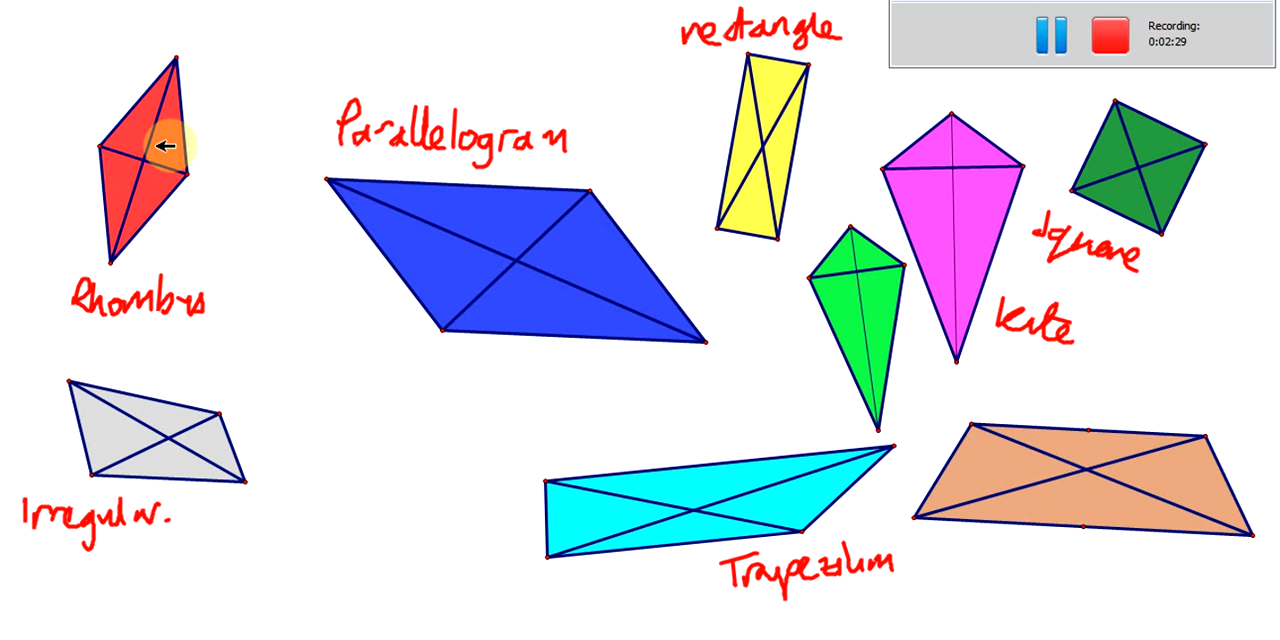 Recording:
0:02:29
rectangle
Parallelogram
Square
Rhombus
Kite
Irregular.
Trapezium